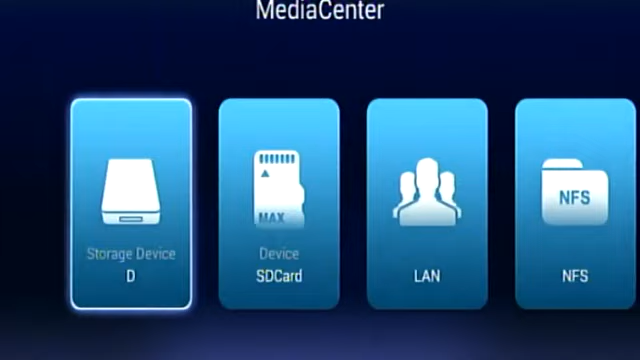 MediaCenter
MAX
NFS
Storage Device
D
Device
SDCard
LAN
NFS